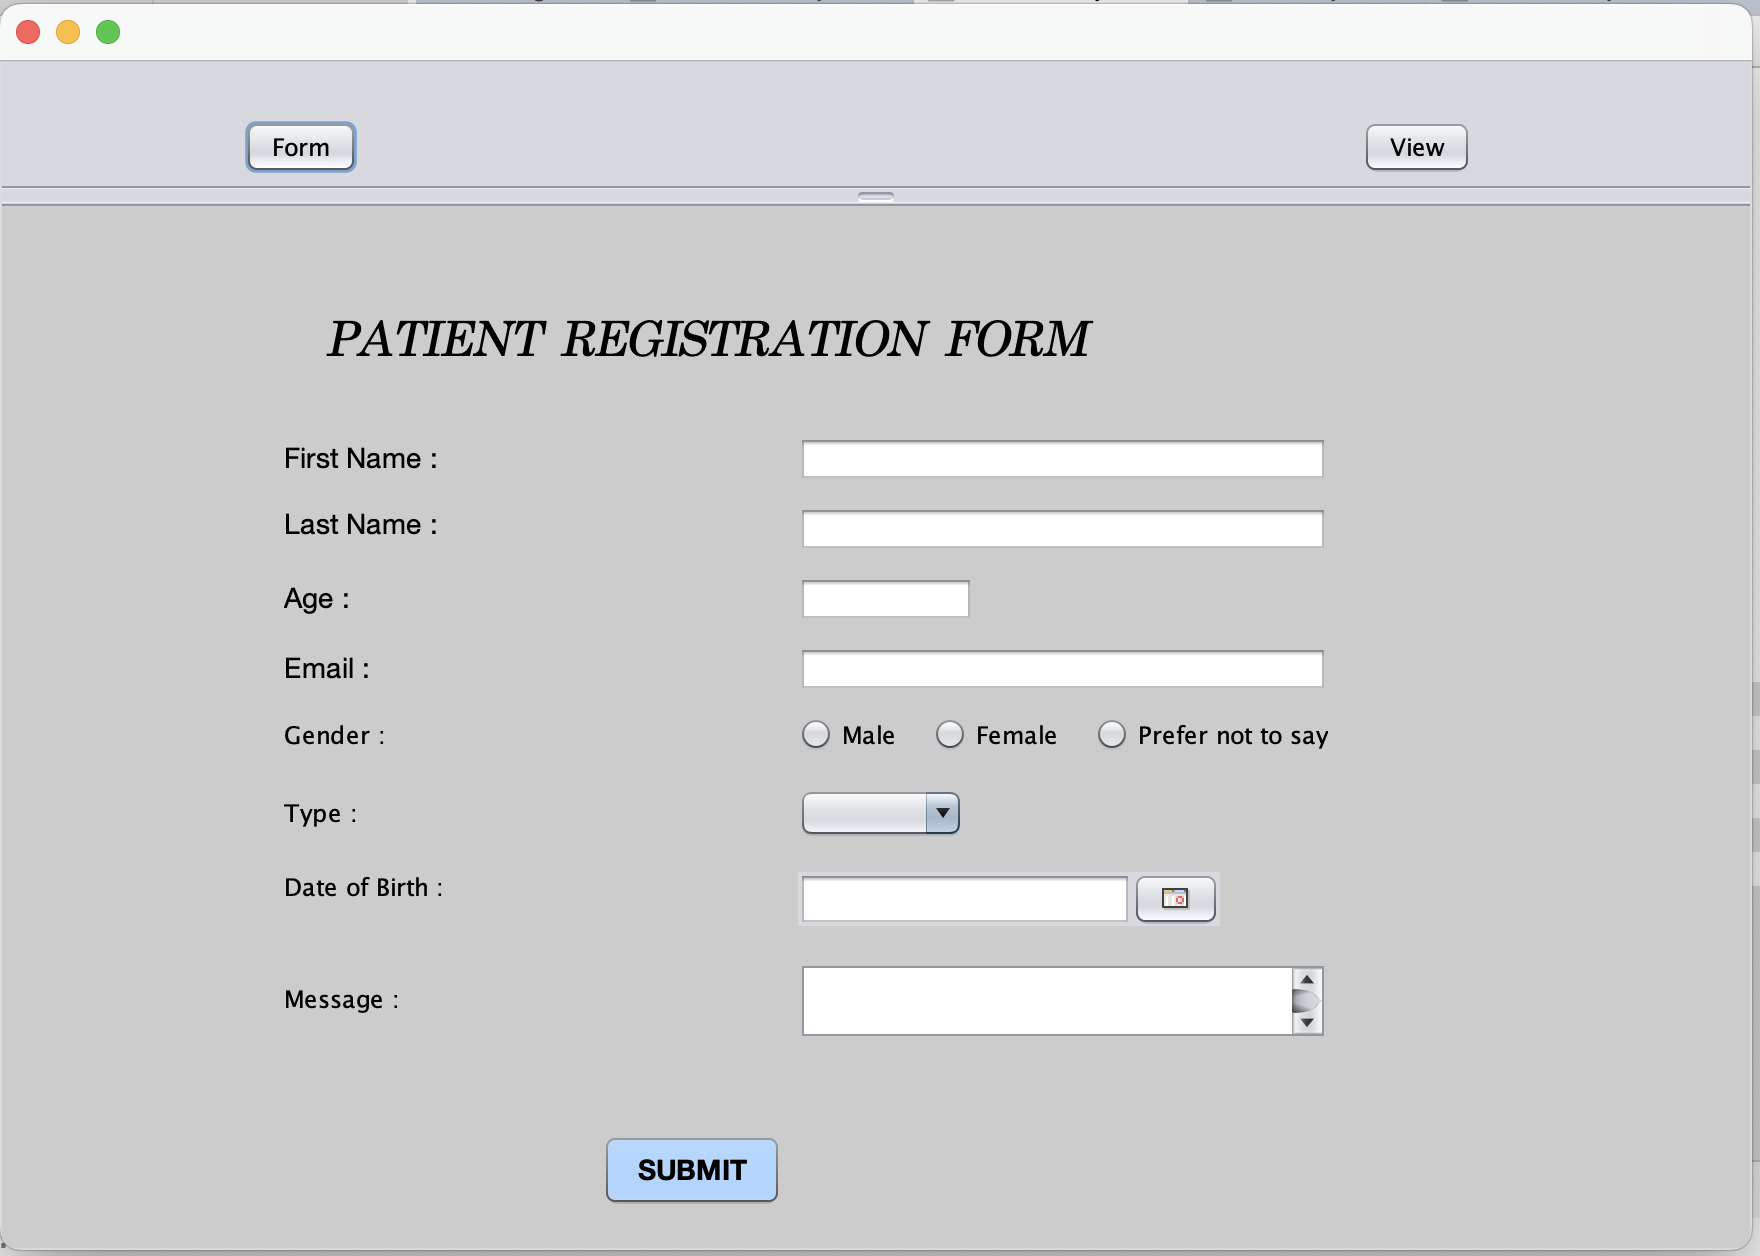 Form View
PATIENT REGISTRATION FORM
First Name :
Last Name :
Age :
Email :
Gender : Male Female Prefer not to say
Type :
Date of Birth :
Message :
SUBMIT